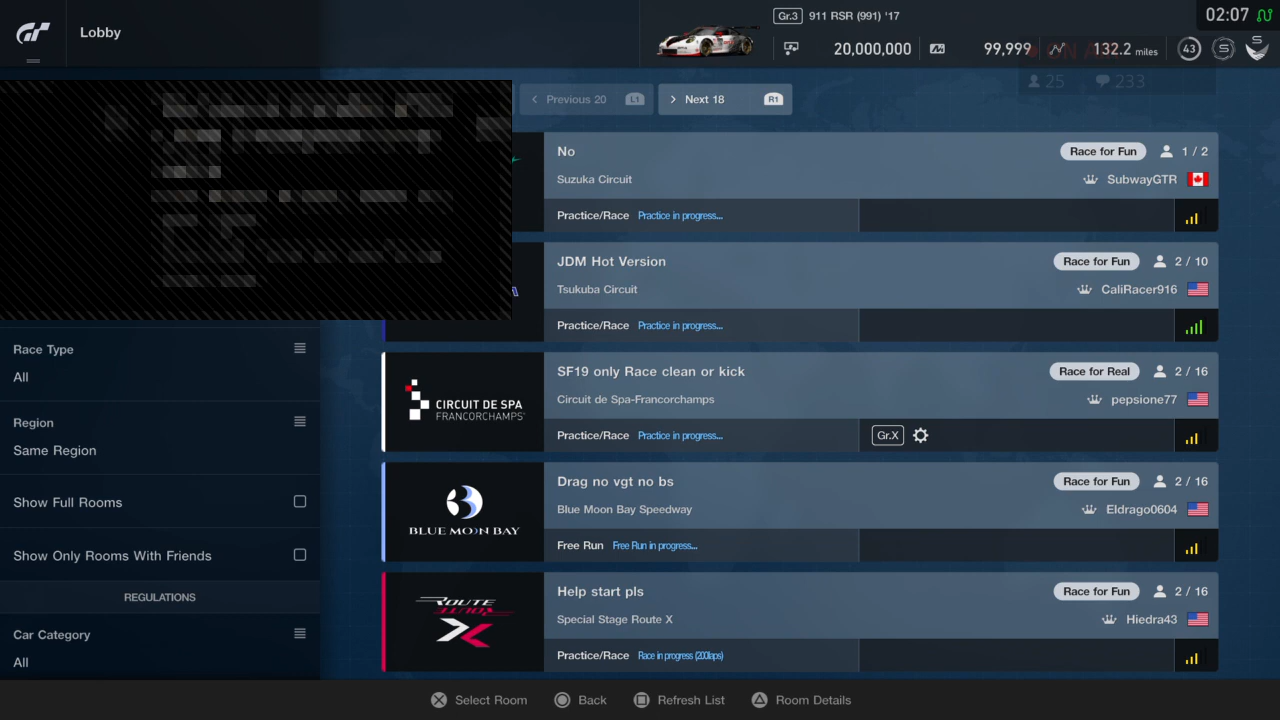 Lobby
Gr.3 911 RSR (991) '17
02:07
20,000,000 99,999 132.2 miles 43 S S
ON AIR
25 233
Previous 20 L1 Next 18 R1
No Race for Fun 1 / 2
Suzuka Circuit SubwayGTR
Practice/Race Practice in progress...
JDM Hot Version Race for Fun 2 / 10
Tsukuba Circuit CaliRacer916
Practice/Race Practice in progress...
Race Type
All
Region
Same Region
Show Full Rooms
Show Only Rooms With Friends
REGULATIONS
Car Category
All
CIRCUIT DE SPA
FRANCORCHAMPS
SF19 only Race clean or kick Race for Real 2 / 16
Circuit de Spa-Francorchamps pepsione77
Practice/Race Practice in progress... Gr.X
BLUE MOON BAY
Drag no vgt no bs Race for Fun 2 / 16
Blue Moon Bay Speedway Eldrago0604
Free Run Free Run in progress...
ROUTE
X
Help start pls Race for Fun 2 / 16
Special Stage Route X Hiedra43
Practice/Race Race in progress (200laps)
Select Room Back Refresh List Room Details